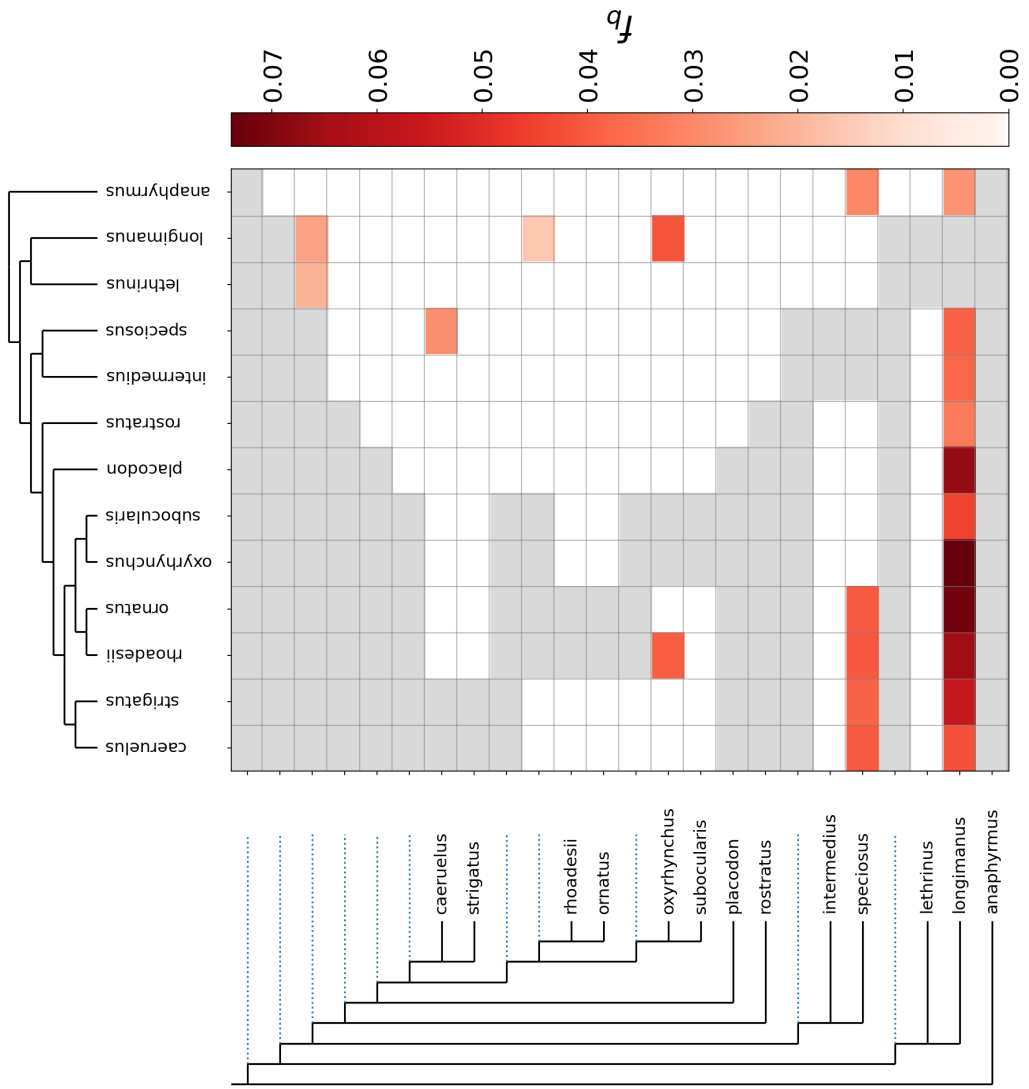 f_b
0.07
0.06
0.05
0.04
0.03
0.02
0.01
0.00
anaphyrmus
longimanus
lethrinus
speciosus
intermedius
rostratus
placodon
subocularis
oxyrhynchus
ornatus
rhoadesii
strigatus
caeruelus
caeruelus
strigatus
rhoadesii
ornatus
oxyrhynchus
subocularis
placodon
rostratus
intermedius
speciosus
lethrinus
longimanus
anaphyrmus